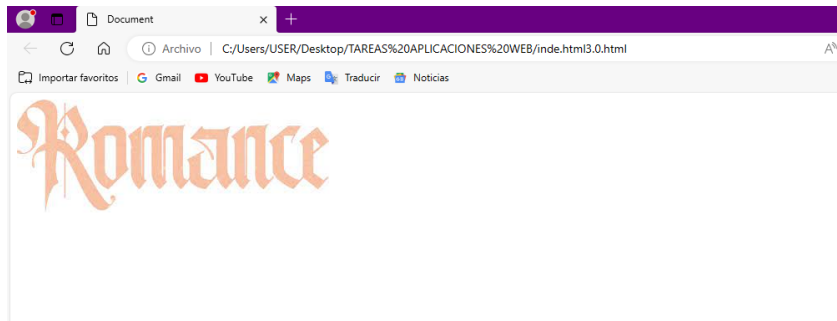 Document
Archivo | C:/Users/USER/Desktop/TAREAS%20APLICACIONES%20WEB/inde.html3.0.html
Importar favoritos Gmail YouTube Maps Traducir Noticias
Romance